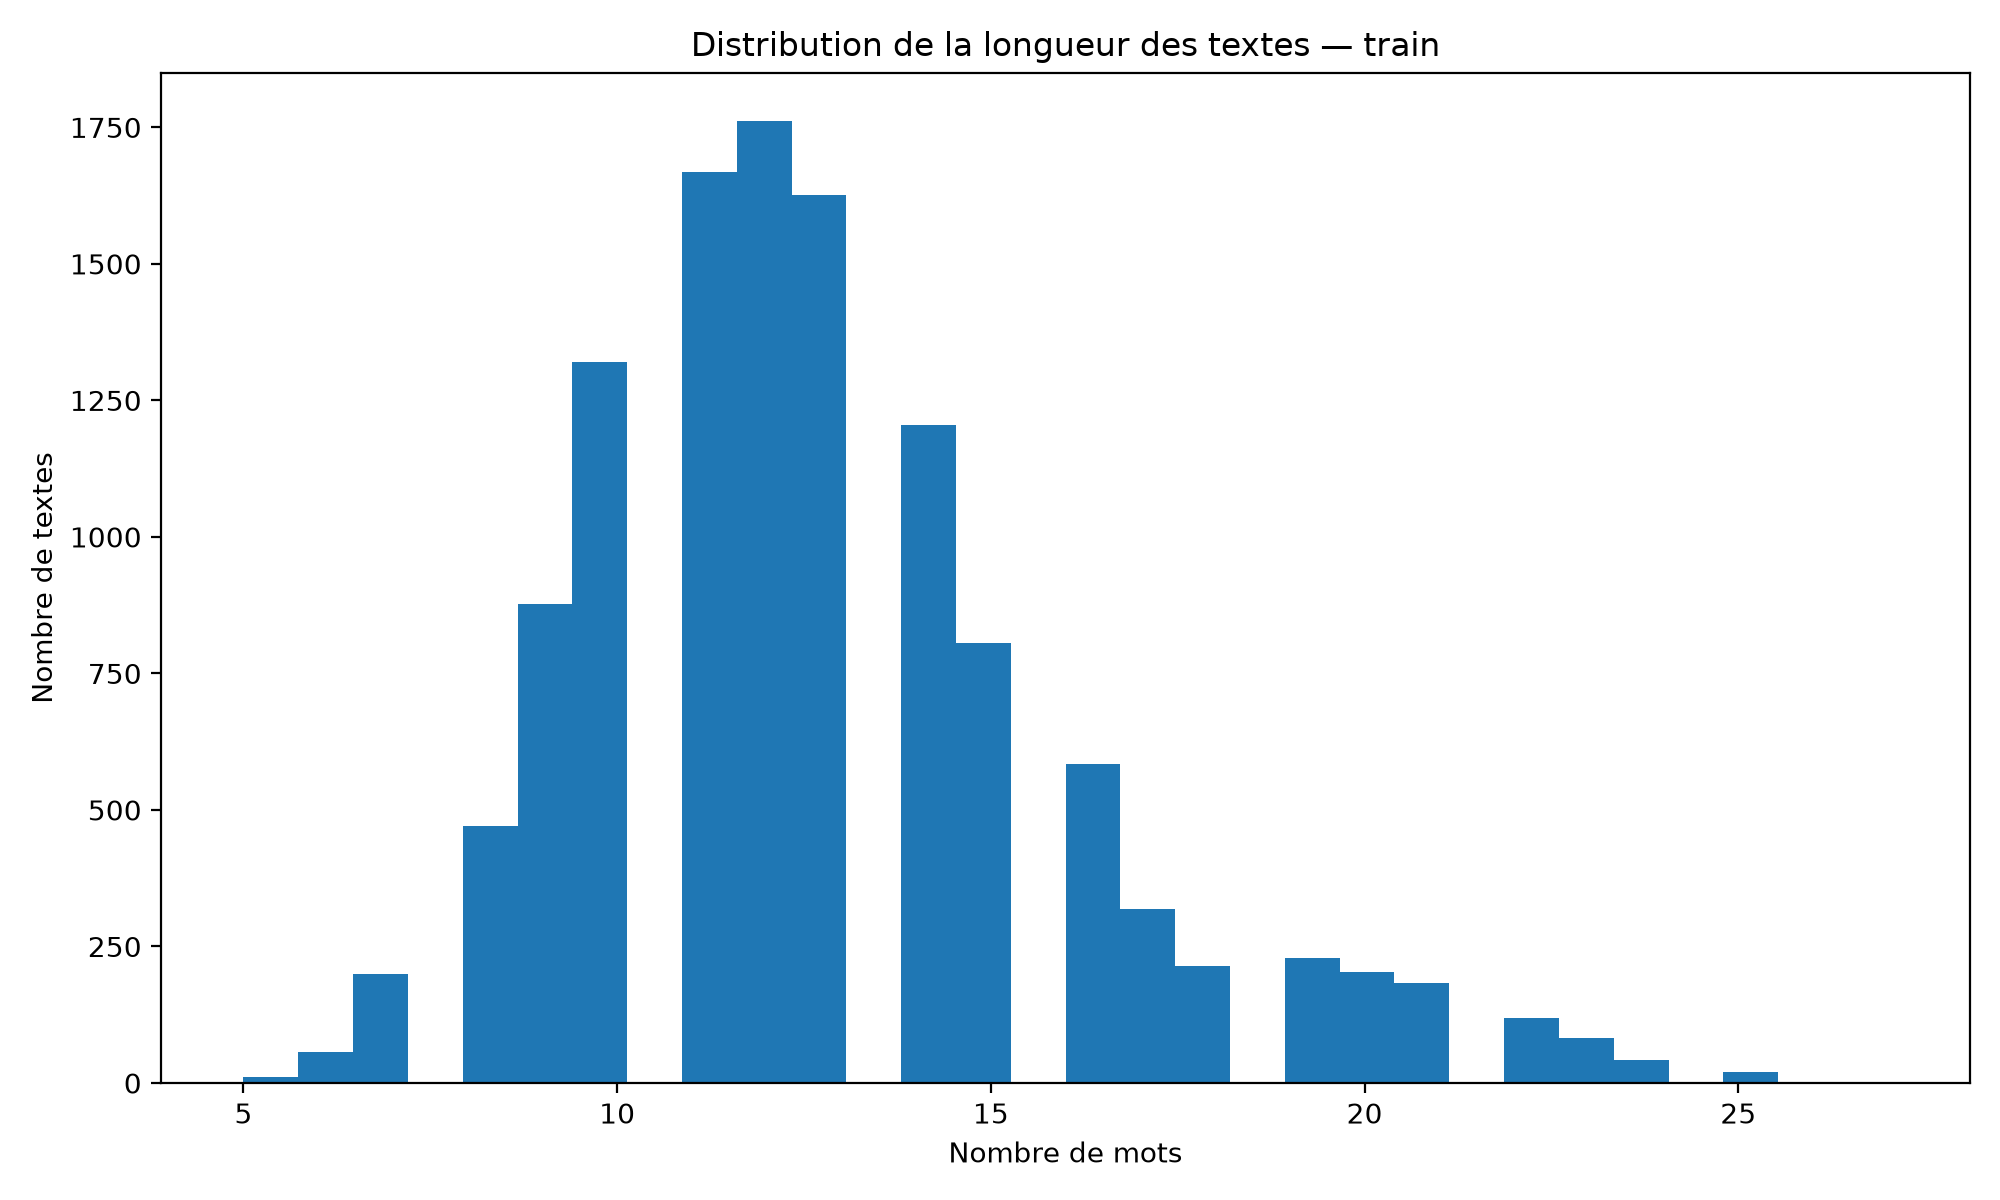 Distribution de la longueur des textes — train
Nombre de textes
1750
1500
1250
1000
750
500
250
0
5 10 15 20 25
Nombre de mots